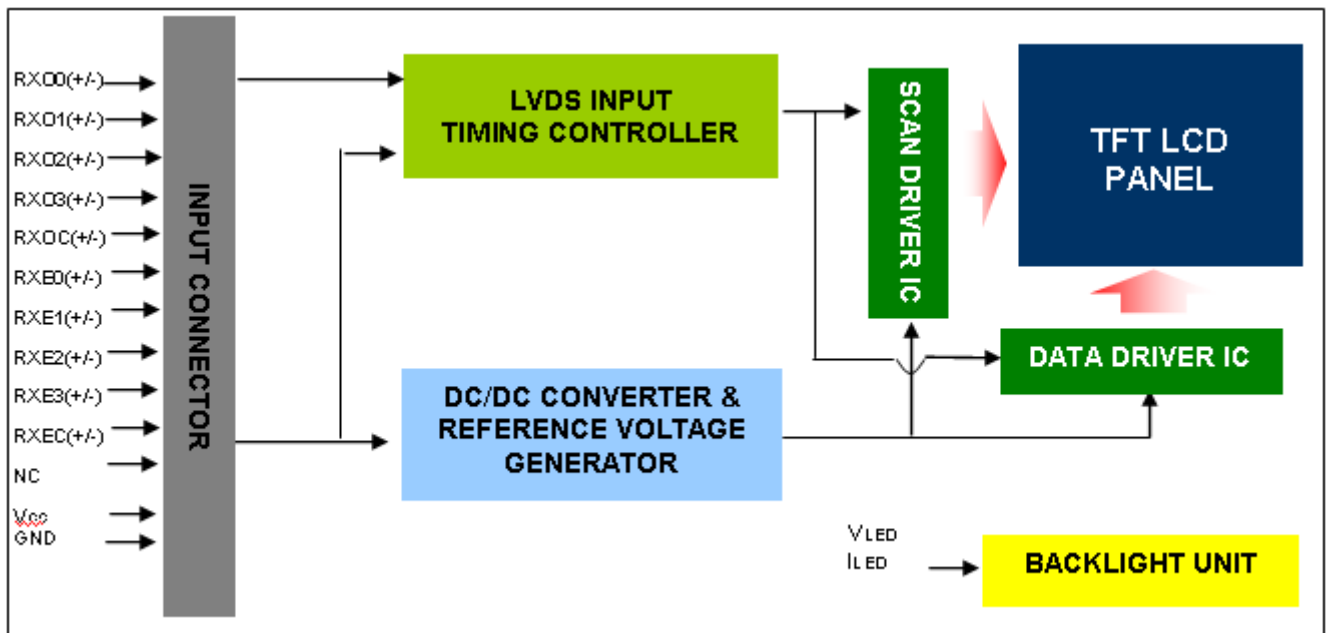 RXO0(+/-)
RXO1(+/-)
RXO2(+/-)
RXO3(+/-)
RXOC(+/-)
RXE0(+/-)
RXE1(+/-)
RXE2(+/-)
RXE3(+/-)
RXEC(+/-)
NC
Vcc
GND
INPUT CONNECTOR
LVDS INPUT
TIMING CONTROLLER
DC/DC CONVERTER &
REFERENCE VOLTAGE
GENERATOR
SCAN DRIVER IC
TFT LCD
PANEL
DATA DRIVER IC
VLED
ILED
BACKLIGHT UNIT